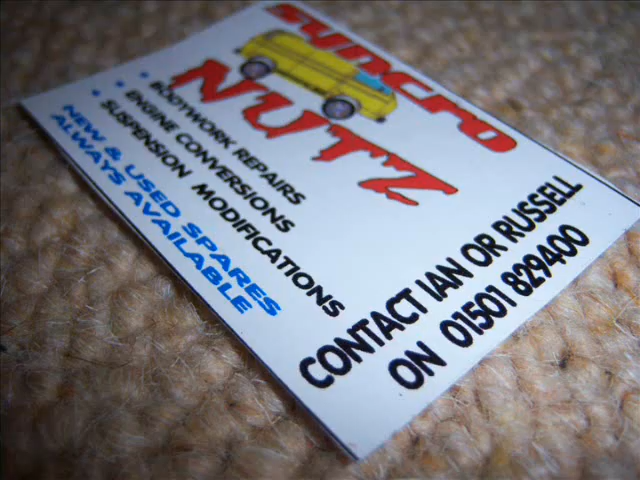 syncro
NUTZ
• BODYWORK REPAIRS
• ENGINE CONVERSIONS
• SUSPENSION MODIFICATIONS
NEW & USED SPARES
ALWAYS AVAILABLE
CONTACT IAN OR RUSSELL
ON 01501 829400